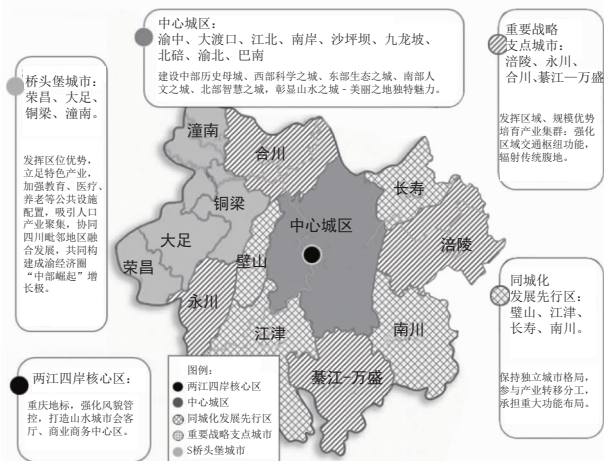 中心城区：
渝中、大渡口、江北、南岸、沙坪坝、九龙坡、
北碚、渝北、巴南
建设中部历史母城、西部科学之城、东部生态之城、南部人
文之城、北部智慧之城，彰显山水之城 - 美丽之地独特魅力。
重要战略
支点城市：
涪陵、永川、
合川、綦江—万盛
发挥区域、规模优势
培育产业集群：强化
区域交通枢纽功能，
辐射传统腹地。
桥头堡城市：
荣昌、大足、
铜梁、潼南。
发挥区位优势，
立足特色产业，
加强教育、医疗、
养老等公共设施
配置，吸引人口
产业聚集，协同
四川毗邻地区融
合发展，共同构
建成渝经济圈
“中部崛起”增
长极。
潼南
合川
长寿
铜梁
中心城区
涪陵
大足
荣昌
璧山
永川
江津
南川
綦江-万盛
同城化
发展先行区：
璧山、江津、
长寿、南川。
保持独立城市格局，
参与产业转移分工，
承担重大功能布局。
两江四岸核心区：
重庆地标，强化风貌管
控，打造山水城市会客
厅、商业商务中心区。
图例：
两江四岸核心区
中心城区
同城化发展先行区
重要战略支点城市
S桥头堡城市